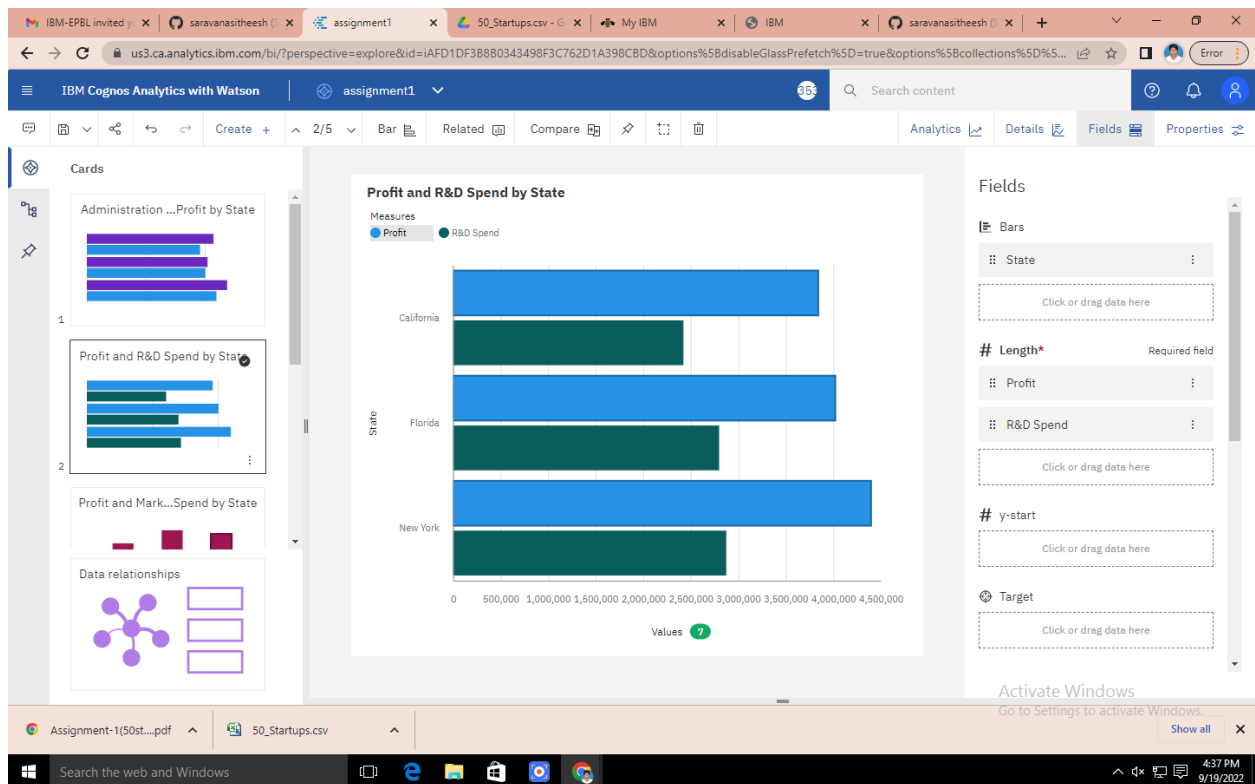 IBM-EPBL invited y
saravanasitheesh (S
assignment1
50_Startups.csv - G
My IBM
IBM
saravanasitheesh (S
us3.ca.analytics.ibm.com/bi/?perspective=explore&id=iAFD1DF3B8B0343498F3C762D1A398CBD&options%5BdisableGlassPrefetch%5D=true&options%5Bcollections%5D%5...
Error
IBM Cognos Analytics with Watson
assignment1
353
Search content
Create +
2/5
Bar
Related
Compare
Analytics
Details
Fields
Properties
Cards
Administration ...Profit by State
1
Profit and R&D Spend by State
2
Profit and Mark...Spend by State
Data relationships
Profit and R&D Spend by State
Measures
Profit
R&D Spend
State
California
Florida
New York
0 500,000 1,000,000 1,500,000 2,000,000 2,500,000 3,000,000 3,500,000 4,000,000 4,500,000
Values 7
Fields
Bars
State
Click or drag data here
# Length* Required field
Profit
R&D Spend
Click or drag data here
# y-start
Click or drag data here
Target
Click or drag data here
Activate Windows
Go to Settings to activate Windows.
Assignment-1(50st....pdf
50_Startups.csv
Show all
Search the web and Windows
4:37 PM
9/19/2022